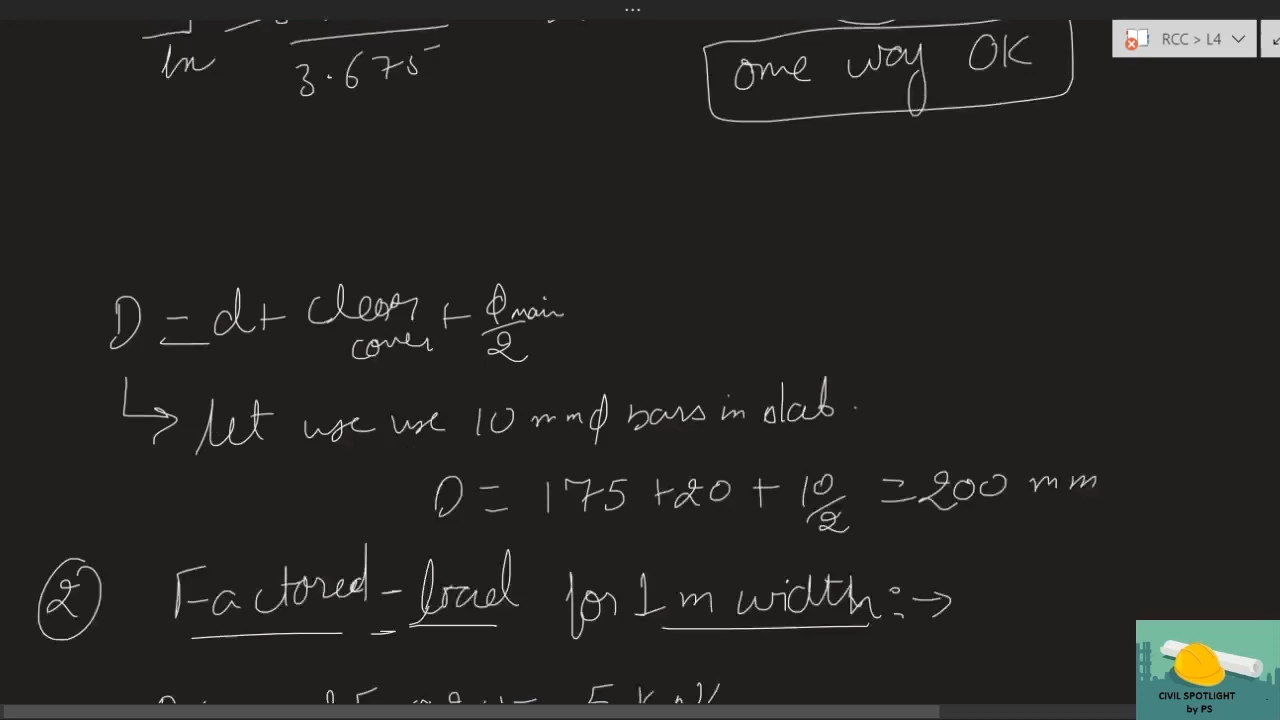 ...
RCC > L4
ln
3.675
one way OK
D = d + clear cover + φmain/2
↳ Let use use 10 mm φ bars in slab.
D = 175 + 20 + 10/2 = 200 mm
② Factored-load for 1 m width :→
CIVIL SPOTLIGHT
by PS